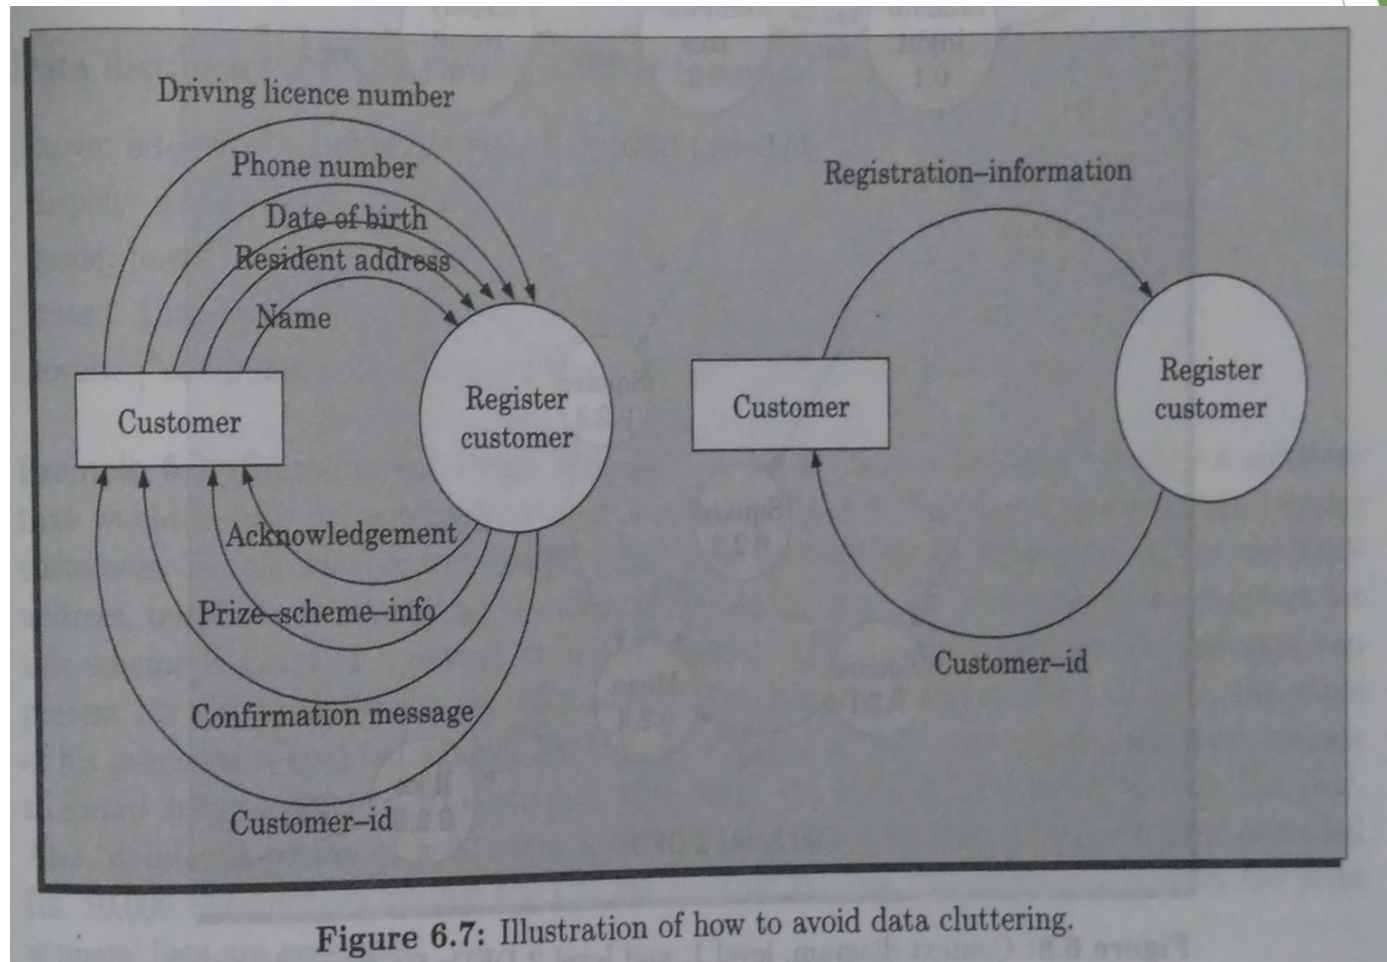 Driving licence number
Phone number
Date of birth
Resident address
Name
Customer
Register
customer
Acknowledgement
Prize–scheme–info
Confirmation message
Customer–id
Registration–information
Customer
Register
customer
Customer–id
Figure 6.7: Illustration of how to avoid data cluttering.